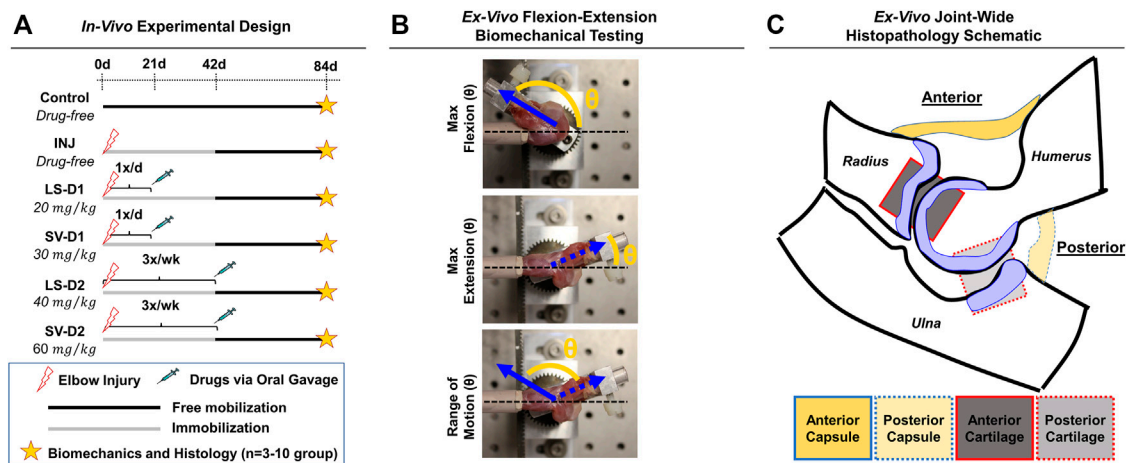 A
In-Vivo Experimental Design
0d 21d 42d 84d
Control
Drug-free
INJ
Drug-free
1x/d
LS-D1
20 mg/kg
1x/d
SV-D1
30 mg/kg
3x/wk
LS-D2
40 mg/kg
3x/wk
SV-D2
60 mg/kg
Elbow Injury Drugs via Oral Gavage
Free mobilization
Immobilization
Biomechanics and Histology (n=3-10 group)
B
Ex-Vivo Flexion-Extension
Biomechanical Testing
Max
Flexion (θ)
θ
Max
Extension (θ)
θ
Range of
Motion (θ)
θ
C
Ex-Vivo Joint-Wide
Histopathology Schematic
Anterior
Radius
Humerus
Posterior
Ulna
Anterior
Capsule
Posterior
Capsule
Anterior
Cartilage
Posterior
Cartilage